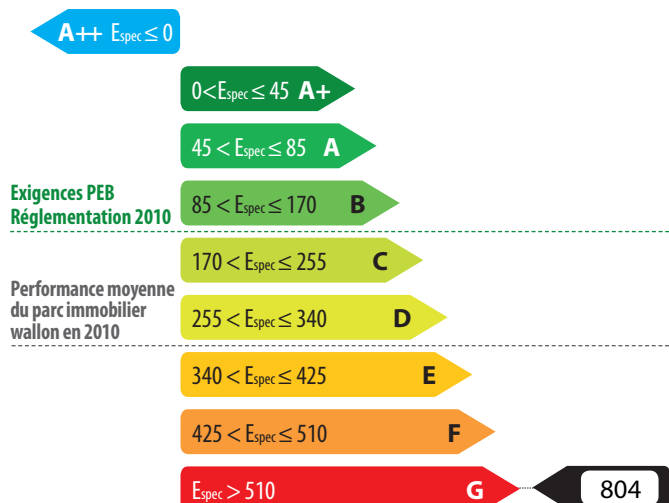 A++ Espec ≤ 0
0<Espec ≤ 45 A+
45 < Espec ≤ 85 A
Exigences PEB
Réglementation 2010
85 < Espec ≤ 170 B
170 < Espec ≤ 255 C
Performance moyenne
du parc immobilier
wallon en 2010
255 < Espec ≤ 340 D
340 < Espec ≤ 425 E
425 < Espec ≤ 510 F
Espec > 510 G 804